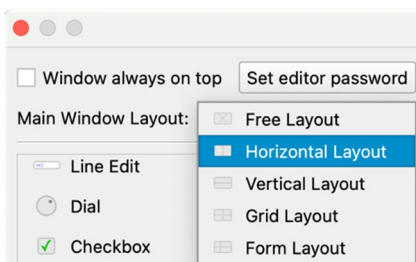 Window always on top
Set editor password
Main Window Layout:
Free Layout
Horizontal Layout
Vertical Layout
Grid Layout
Form Layout
Line Edit
Dial
Checkbox